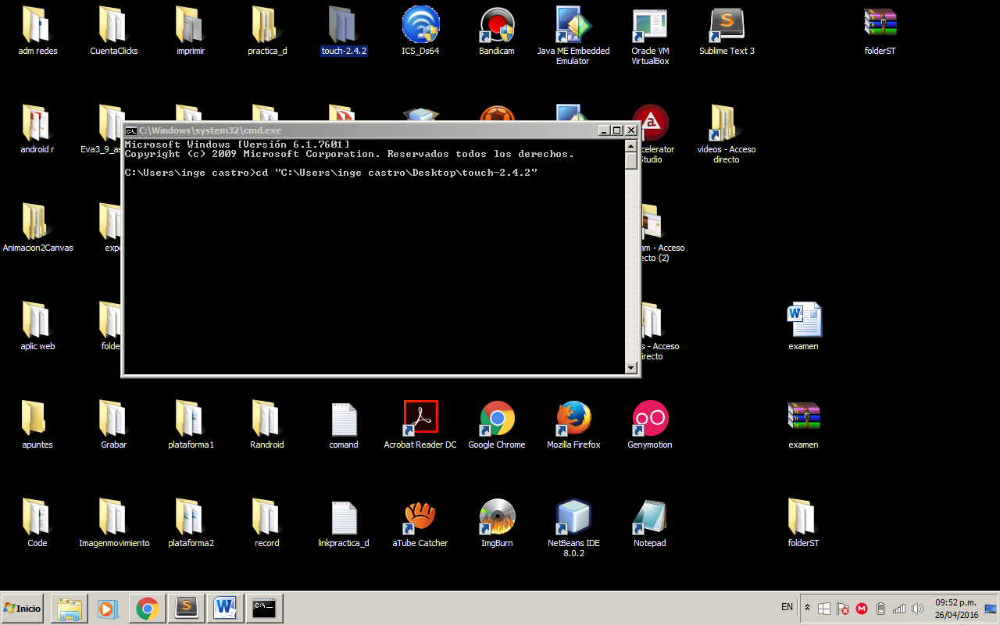 adm redes
CuentaClicks
imprimir
practica_d
touch-2.4.2
ICS_Ds64
Bandicam
Java ME Embedded
Emulator
Oracle VM
VirtualBox
Sublime Text 3
folderST
C:\Windows\system32\cmd.exe
Microsoft Windows [Versión 6.1.7601]
Copyright (c) 2009 Microsoft Corporation. Reservados todos los derechos.
C:\Users\inge castro>cd "C:\Users\inge castro\Desktop\touch-2.4.2"
android r
Eva3_9_as
celerator
Studio
videos - Acceso
directo
Animacion2Canvas
expo
am - Acceso
ecto (2)
aplic web
folde
s - Acceso
irecto
examen
apuntes
Grabar
plataforma1
Randroid
comand
Acrobat Reader DC
Google Chrome
Mozilla Firefox
Genymotion
examen
Code
Imagenmovimiento
plataforma2
record
linkpractica_d
aTube Catcher
ImgBurn
NetBeans IDE
8.0.2
Notepad
folderST
Inicio
EN
09:52 p.m.
26/04/2016